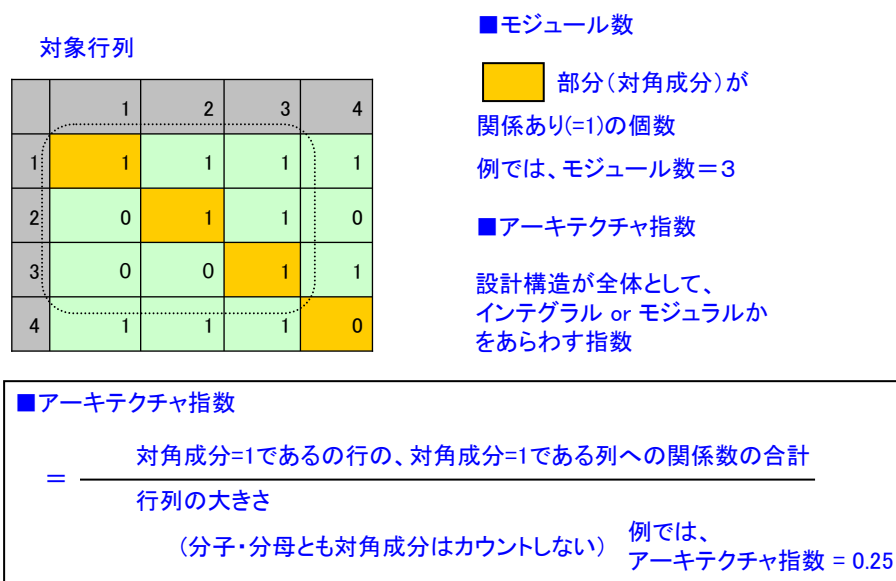 対象行列
1 2 3 4
1 1 1 1 1
2 0 1 1 0
3 0 0 1 1
4 1 1 1 0
■モジュール数
部分(対角成分)が
関係あり(=1)の個数
例では、モジュール数=3
■アーキテクチャ指数
設計構造が全体として、
インテグラル or モジュラルか
をあらわす指数
■アーキテクチャ指数
= 対角成分=1であるの行の、対角成分=1である列への関係数の合計
行列の大きさ
(分子・分母とも対角成分はカウントしない)
例では、
アーキテクチャ指数 = 0.25